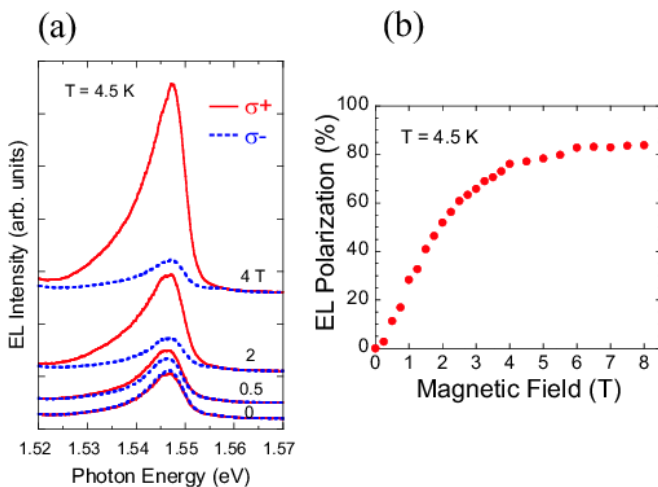 (a)
T = 4.5 K
σ+
σ-
4 T
2
0.5
0
EL Intensity (arb. units)
1.52 1.53 1.54 1.55 1.56 1.57
Photon Energy (eV)
(b)
100
80
60
40
20
0
T = 4.5 K
EL Polarization (%)
0 1 2 3 4 5 6 7 8
Magnetic Field (T)